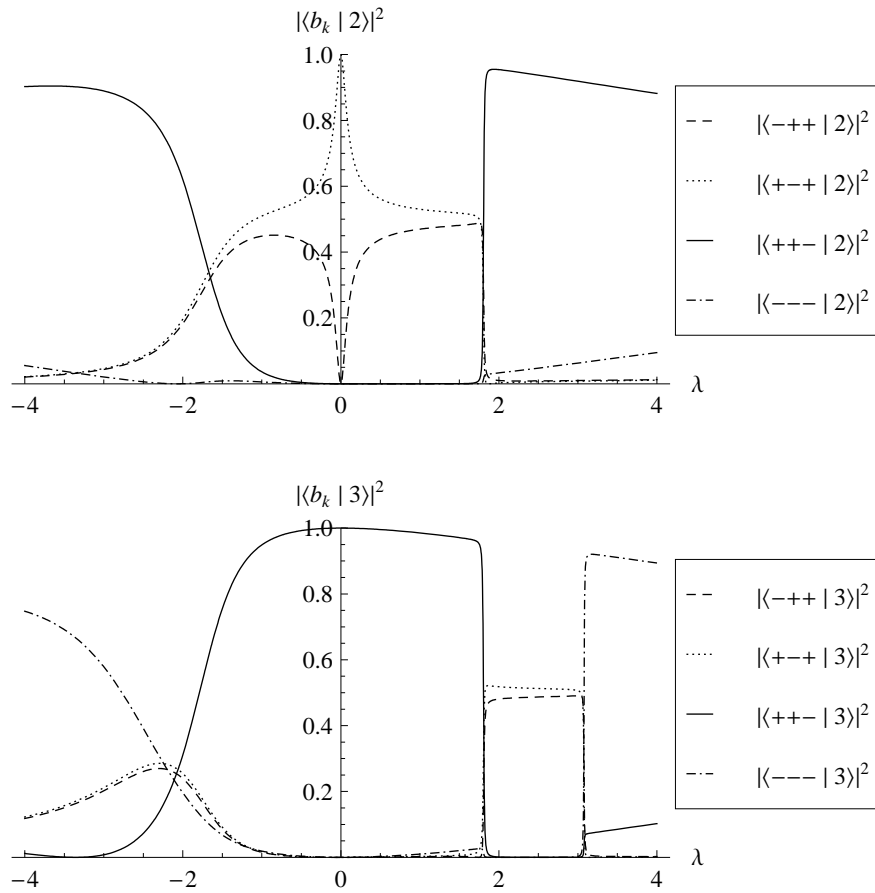 |⟨b_k | 2⟩|²
1.0
0.8
0.6
0.4
0.2
−4 −2 0 2 4 λ
|⟨−++ | 2⟩|²
|⟨+−+ | 2⟩|²
|⟨++− | 2⟩|²
|⟨−−− | 2⟩|²
|⟨b_k | 3⟩|²
1.0
0.8
0.6
0.4
0.2
−4 −2 0 2 4 λ
|⟨−++ | 3⟩|²
|⟨+−+ | 3⟩|²
|⟨++− | 3⟩|²
|⟨−−− | 3⟩|²